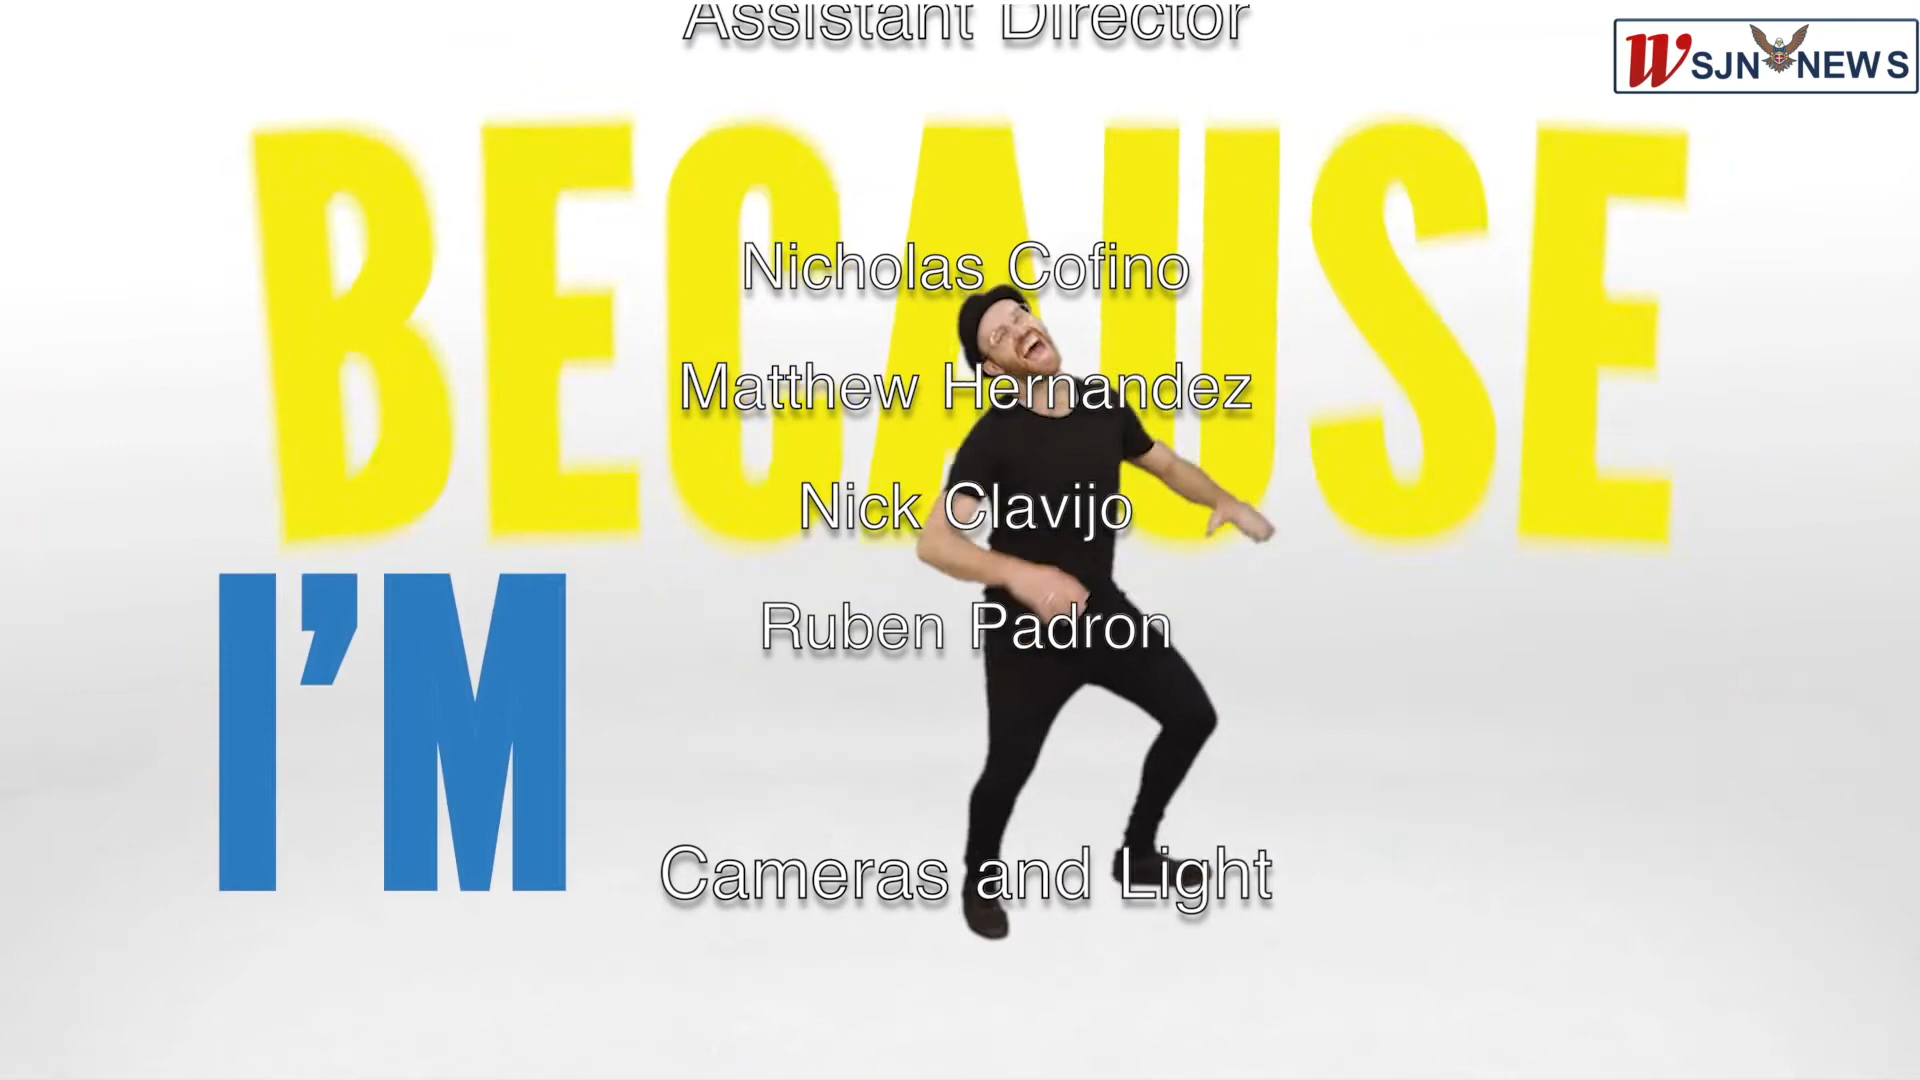 Assistant Director
WSJN NEWS
BECAUSE
Nicholas Cofino
Matthew Hernandez
Nick Clavijo
Ruben Padron
I'M
Cameras and Light